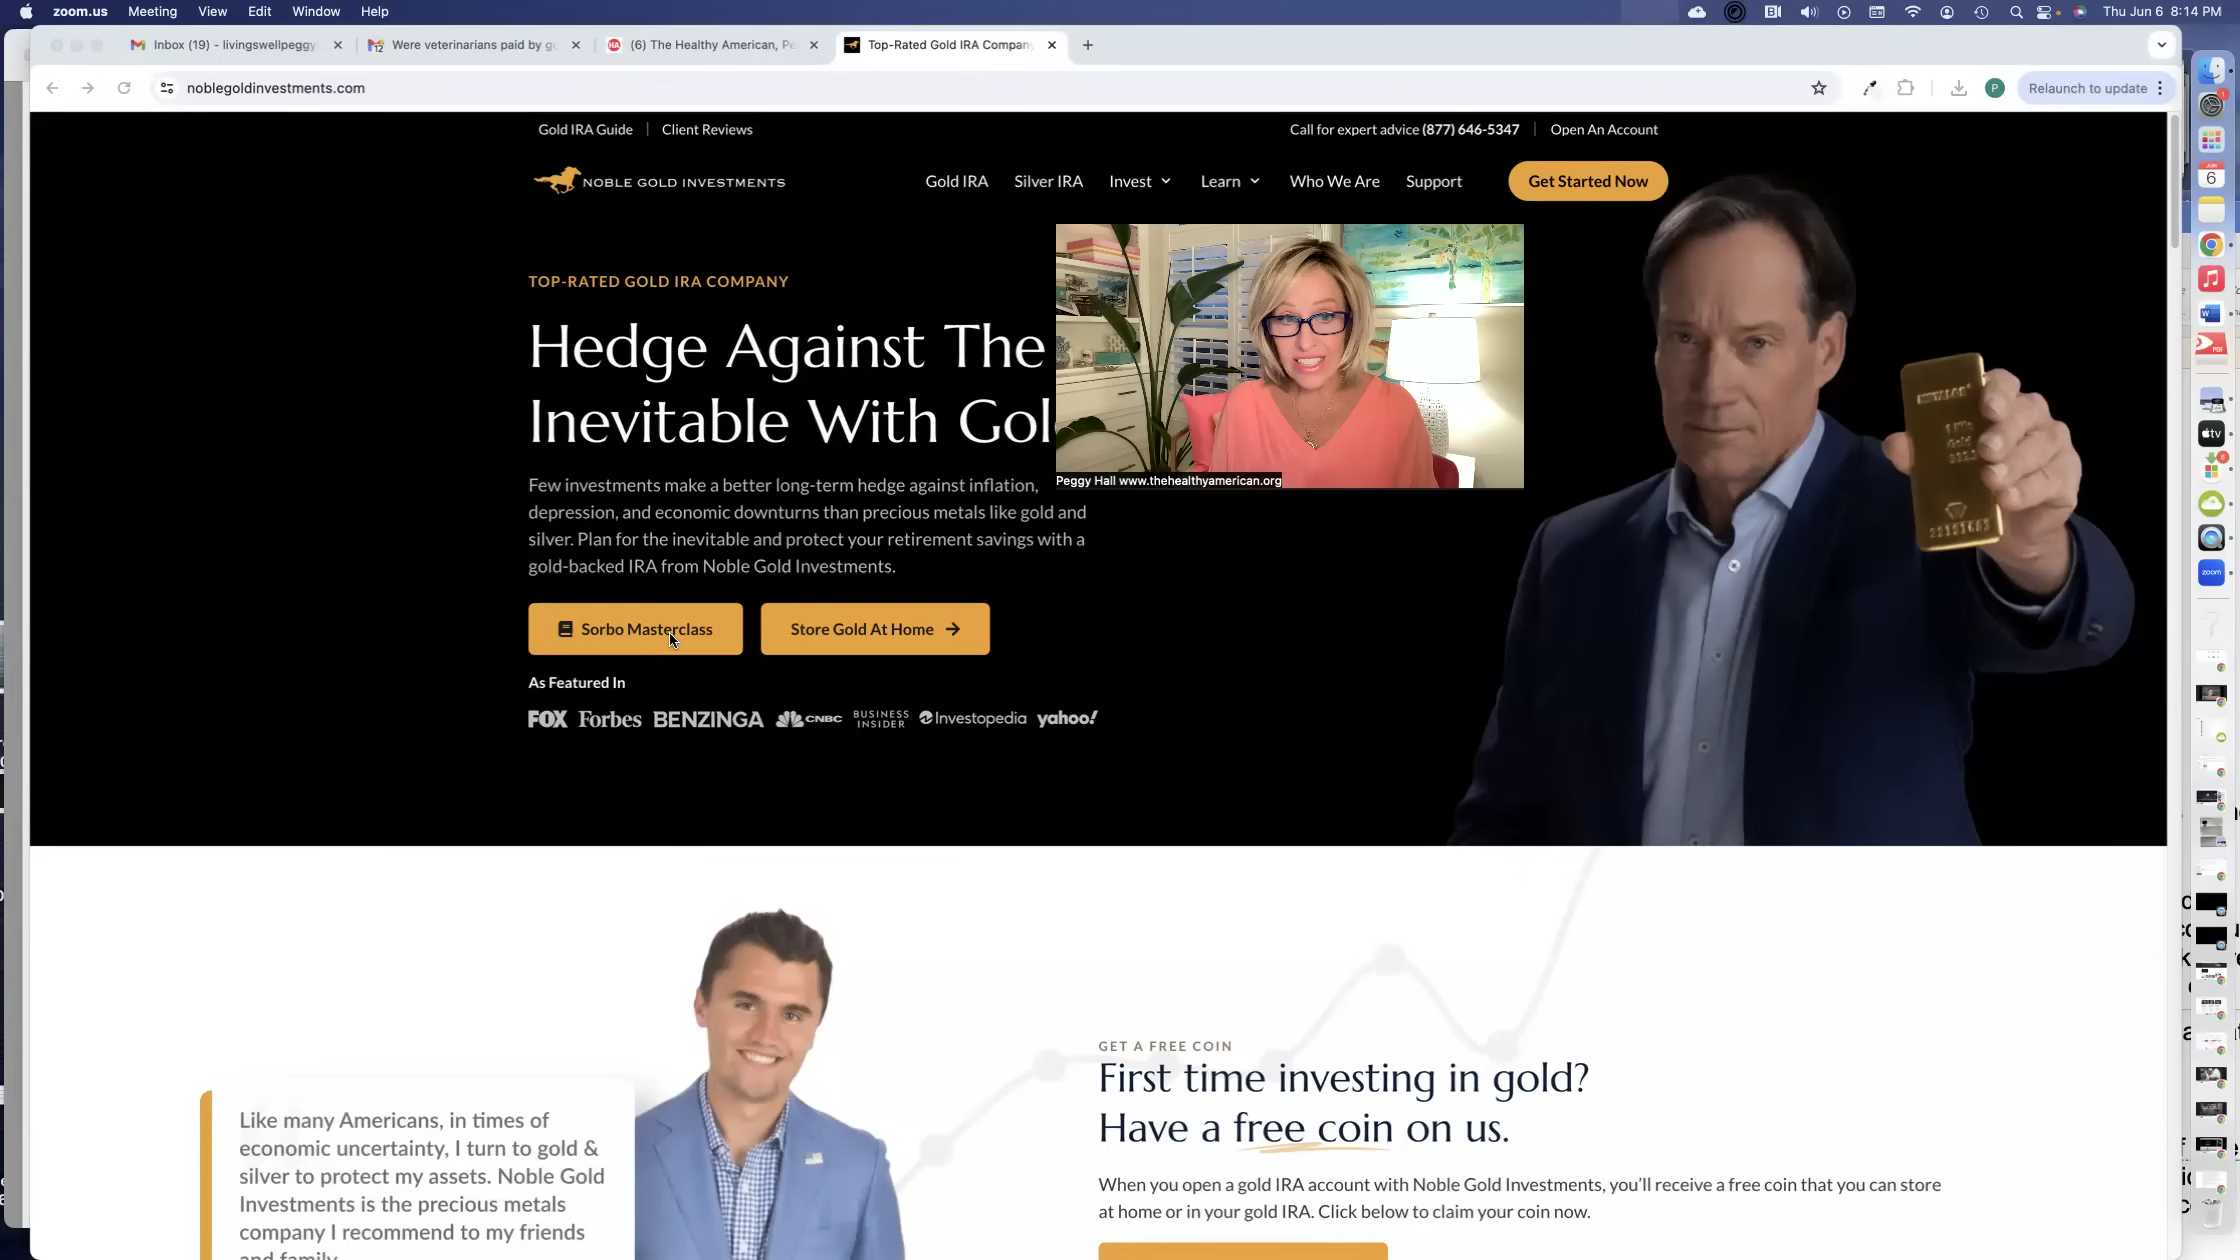 zoom.us Meeting View Edit Window Help
Thu Jun 6 8:14 PM
Inbox (19) - livingswellpeggy
Were veterinarians paid by go
(6) The Healthy American, Pe
Top-Rated Gold IRA Company
noblegoldinvestments.com
Relaunch to update
Gold IRA Guide | Client Reviews
Call for expert advice (877) 646-5347 | Open An Account
NOBLE GOLD INVESTMENTS
Gold IRA Silver IRA Invest Learn Who We Are Support Get Started Now
TOP-RATED GOLD IRA COMPANY
Hedge Against The
Inevitable With Gol
Few investments make a better long-term hedge against inflation,
depression, and economic downturns than precious metals like gold and
silver. Plan for the inevitable and protect your retirement savings with a
gold-backed IRA from Noble Gold Investments.
Peggy Hall www.thehealthyamerican.org
Sorbo Masterclass
Store Gold At Home
As Featured In
FOX Forbes BENZINGA CNBC BUSINESS INSIDER Investopedia yahoo!
GET A FREE COIN
First time investing in gold?
Have a free coin on us.
When you open a gold IRA account with Noble Gold Investments, you'll receive a free coin that you can store
at home or in your gold IRA. Click below to claim your coin now.
Like many Americans, in times of
economic uncertainty, I turn to gold &
silver to protect my assets. Noble Gold
Investments is the precious metals
company I recommend to my friends
and family.